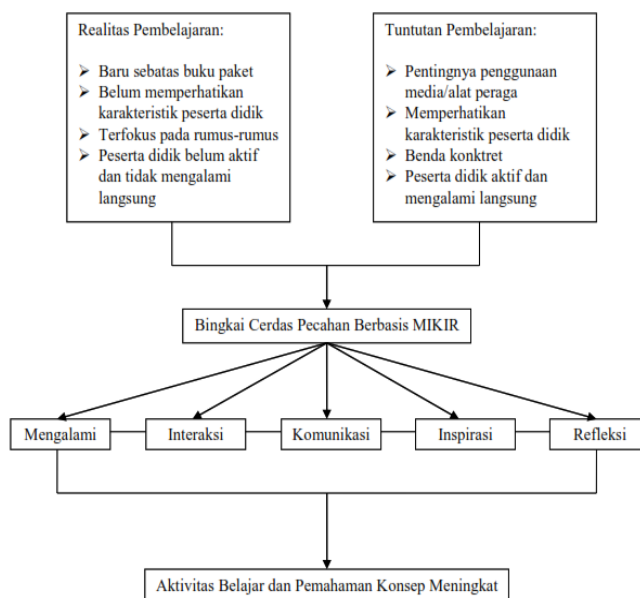 Realitas Pembelajaran:
➤ Baru sebatas buku paket
➤ Belum memperhatikan
karakteristik peserta didik
➤ Terfokus pada rumus-rumus
➤ Peserta didik belum aktif
dan tidak mengalami
langsung
Tuntutan Pembelajaran:
➤ Pentingnya penggunaan
media/alat peraga
➤ Memperhatikan
karakteristik peserta didik
➤ Benda konktret
➤ Peserta didik aktif dan
mengalami langsung
Bingkai Cerdas Pecahan Berbasis MIKIR
Mengalami
Interaksi
Komunikasi
Inspirasi
Refleksi
Aktivitas Belajar dan Pemahaman Konsep Meningkat